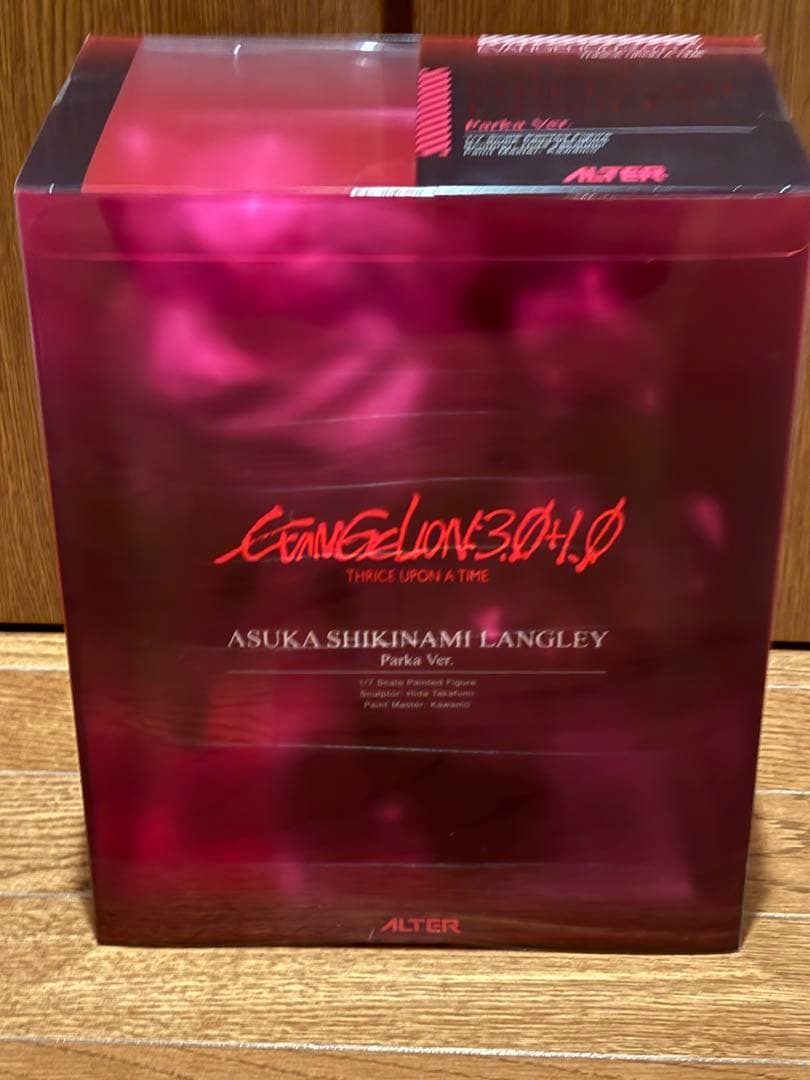 Parka Ver.
ALTER
EVANGELION:3.0+1.0
THRICE UPON A TIME
ASUKA SHIKINAMI LANGLEY
Parka Ver.
1/7 Scale Painted Figure
Sculptor: Hida Takafumi
Paint Master: Kawamo
ALTER